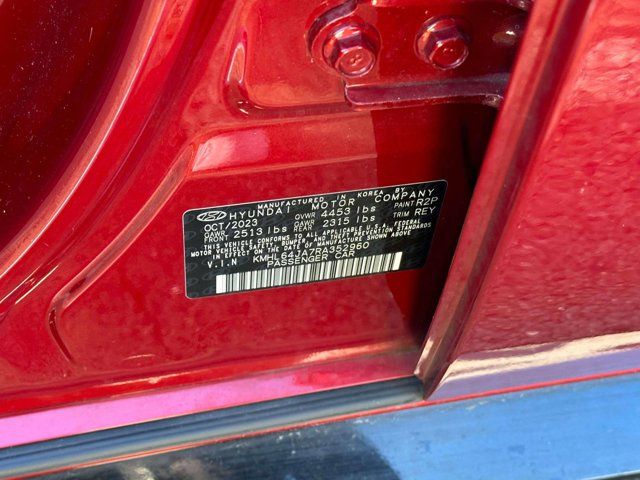 MANUFACTURED IN KOREA BY
HYUNDAI MOTOR COMPANY
OCT/2023 GVWR 4453 lbs PAINT R2P
GAWR FRONT 2513 lbs GAWR REAR 2315 lbs TRIM REY
THIS VEHICLE CONFORMS TO ALL APPLICABLE U.S. FEDERAL
MOTOR VEHICLE SAFETY, BUMPER, AND THEFT PREVENTION STANDARDS
IN EFFECT ON THE DATE OF MANUFACTURE SHOWN ABOVE.
V.I.N KMHL64JA7RA352960
PASSENGER CAR